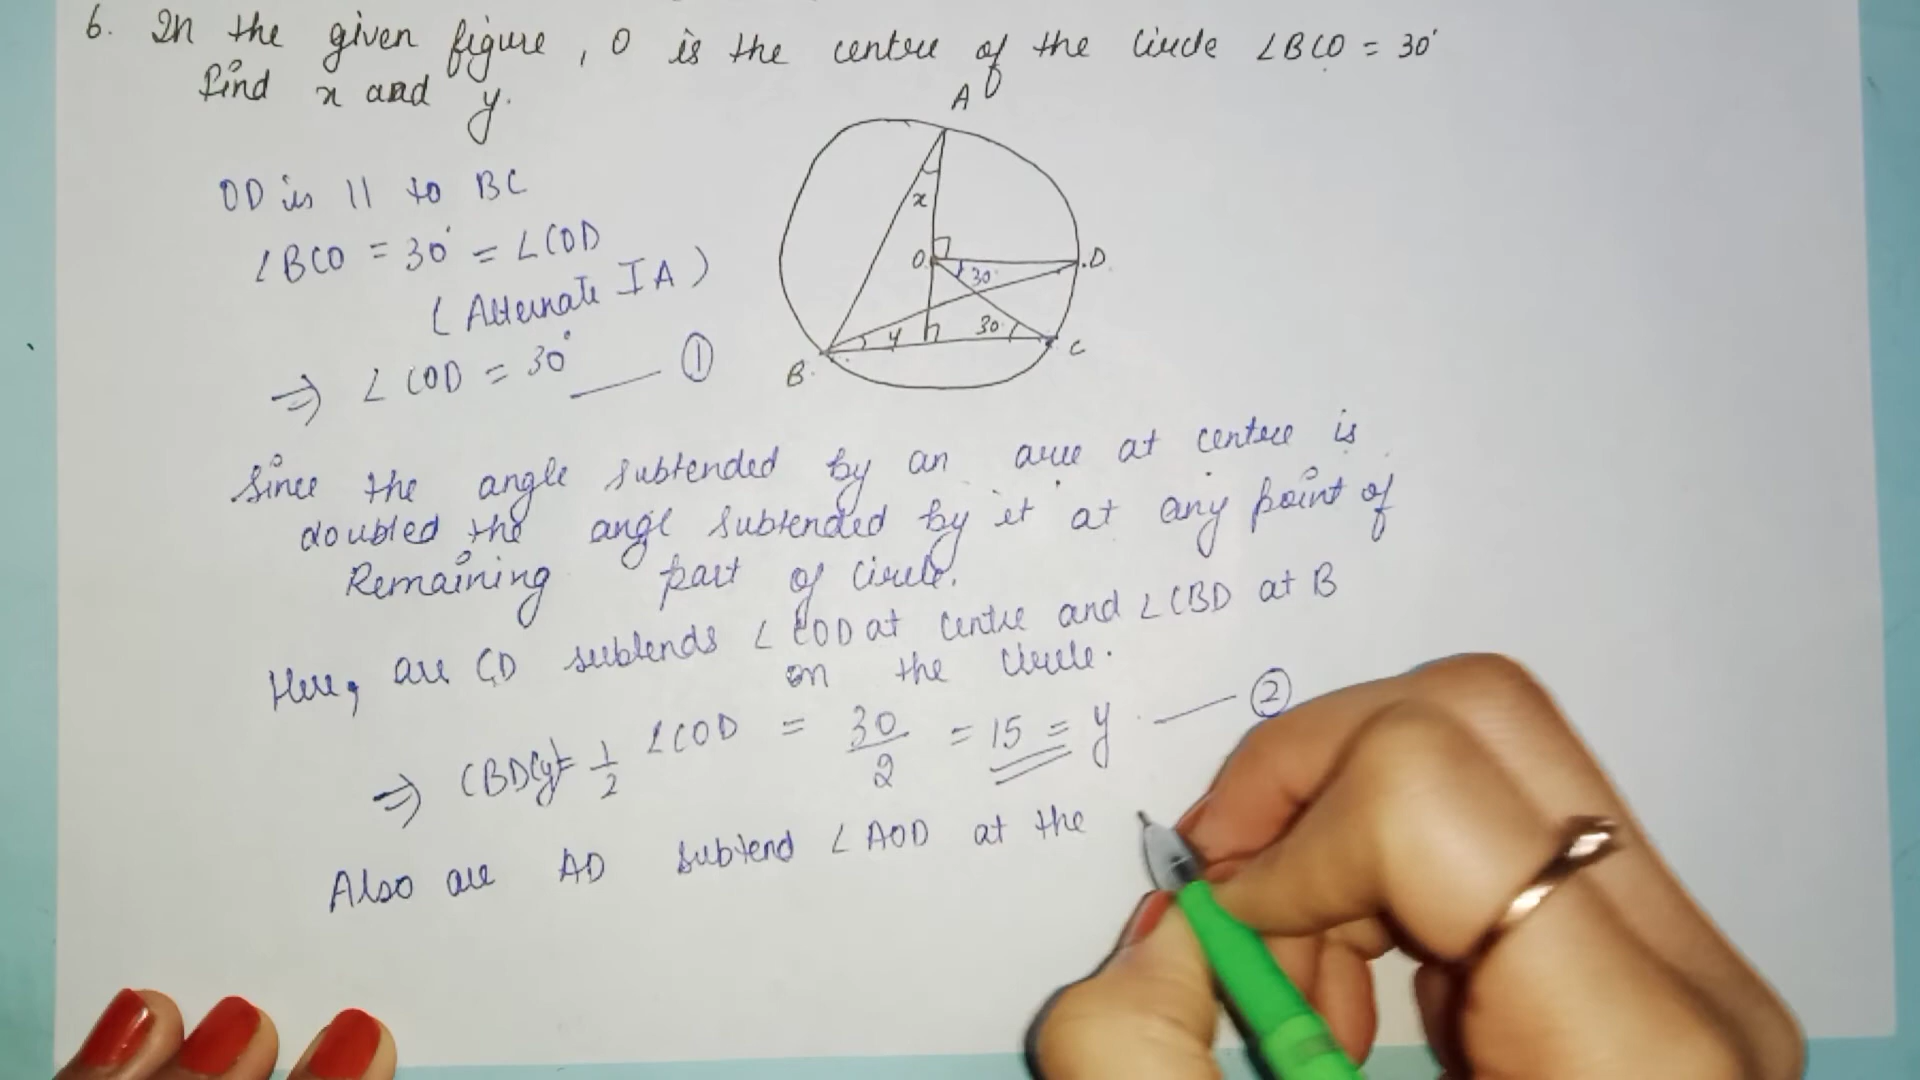 6. In the given figure, O is the centre of the circle ∠BCO = 30°
find x and y.
A
OD is || to BC
∠BCO = 30° = ∠COD
(Alternate IA)
⇒ ∠COD = 30° ①
x
O
D
30
y
30
B
C
Since the angle subtended by an arc at centre is
doubled the angl subtended by it at any point of
Remaining part of circle.
Here, arc CD subtends ∠COD at centre and ∠CBD at B
on the circle.
⇒ CBD(y) = 1/2 ∠COD = 30/2 = 15 = y ②
Also arc AD subtend ∠AOD at the